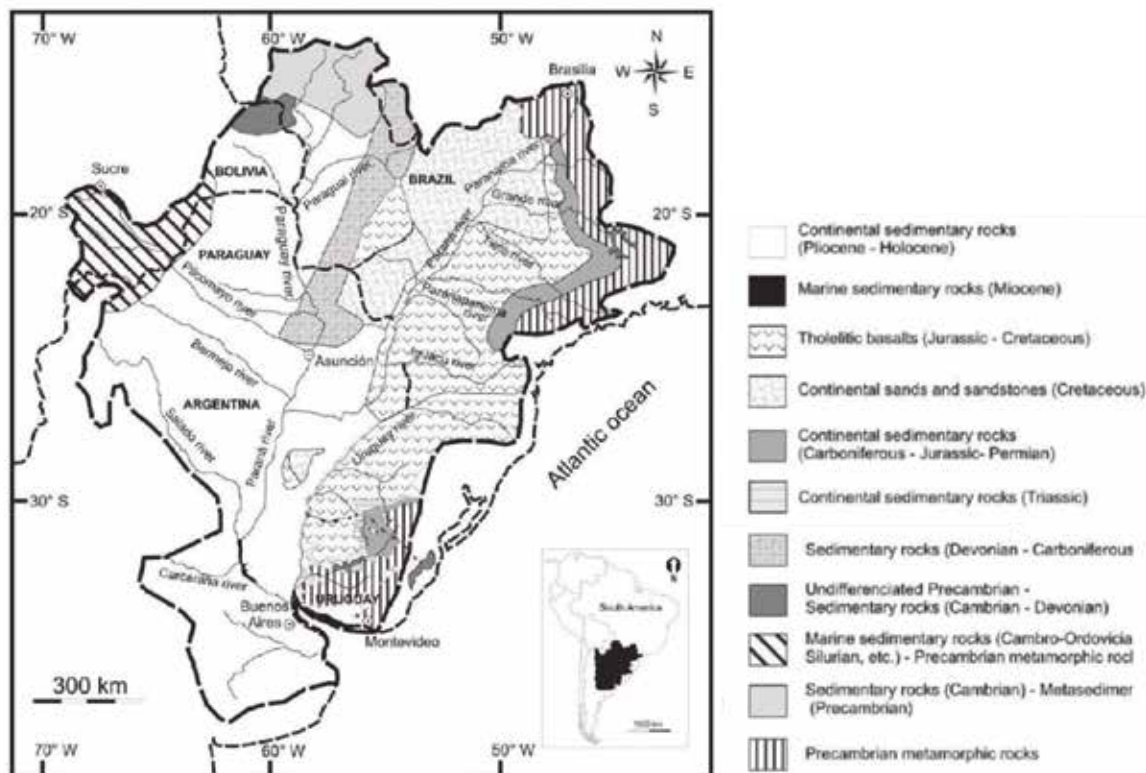 70° W
60° W
50° W
N
W E
S
Brasilia
Sucre
BOLIVIA
BRAZIL
Paraguai river
Paranaiba river
Grande river
20° S
20° S
Paraguay river
Parana river
Tiete river
PARAGUAY
Pilcomayo river
Paranapanema
river
Asunción
Iguazu river
Bermejo river
ARGENTINA
Salado river
Paraná river
Uruguay river
Atlantic ocean
30° S
30° S
Carcaraña river
Buenos
Aires
URUGUAY
Montevideo
N
South America
300 km
70° W
60° W
50° W
Continental sedimentary rocks
(Pliocene - Holocene)
Marine sedimentary rocks (Miocene)
Tholeiitic basalts (Jurassic - Cretaceous)
Continental sands and sandstones (Cretaceous)
Continental sedimentary rocks
(Carboniferous - Jurassic- Permian)
Continental sedimentary rocks (Triassic)
Sedimentary rocks (Devonian - Carboniferous
Undifferenciated Precambrian -
Sedimentary rocks (Cambrian - Devonian)
Marine sedimentary rocks (Cambro-Ordovicia
Silurian, etc.) - Precambrian metamorphic rocl
Sedimentary rocks (Cambrian) - Metasedimer
(Precambrian)
Precambrian metamorphic rocks